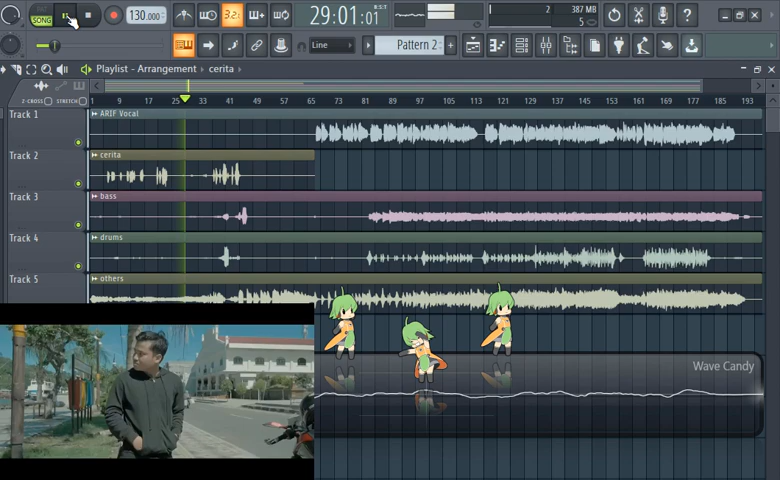 SONG
130.000
3.2.
29:01:01
B:S:T
2
387 MB
5
Line
Pattern 2
Playlist - Arrangement › cerita
Z-CROSS
STRETCH
1 9 17 25 33 41 49 57 65 73 81 89 97 105 113 121 129 137 145 153 161 169 177 185 193
Track 1
ARIF Vocal
Track 2
cerita
Track 3
bass
Track 4
drums
Track 5
others
Wave Candy